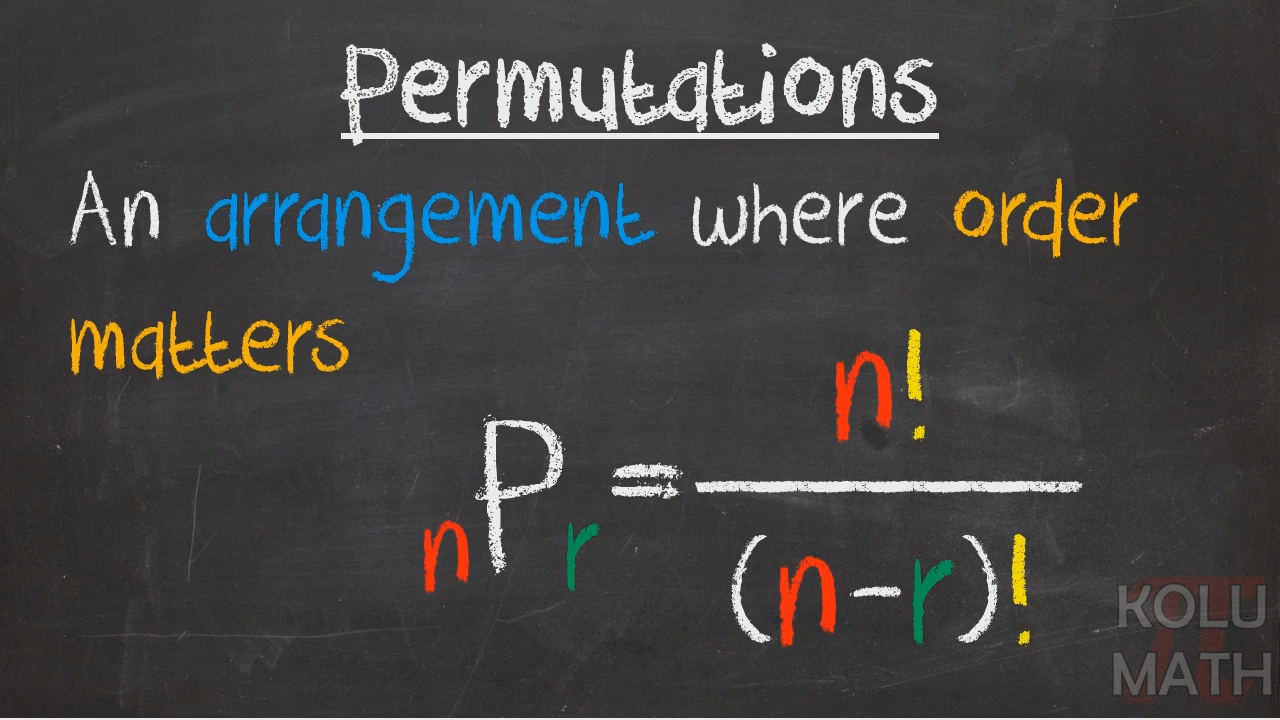 Permutations
An arrangement where order
matters
nPr = n!
(n-r)!
KOLU
MATH